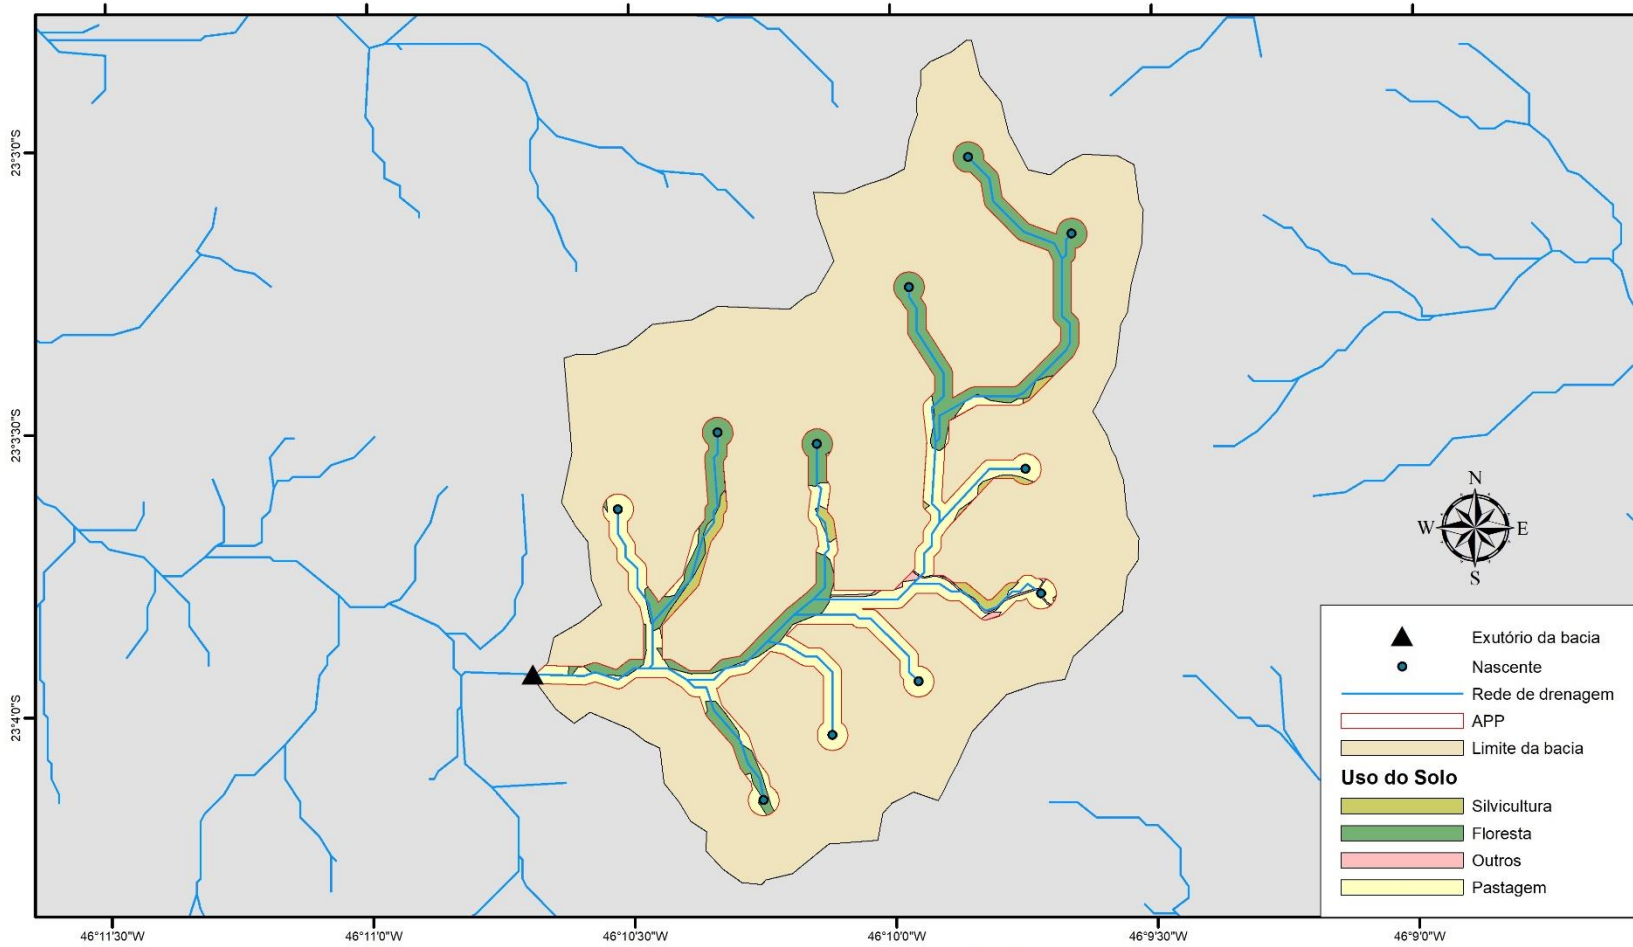 23°3'0"S
23°3'30"S
23°4'0"S
N
W E
S
Exutório da bacia
Nascente
Rede de drenagem
APP
Limite da bacia
Uso do Solo
Silvicultura
Floresta
Outros
Pastagem
46°11'30"W 46°11'0"W 46°10'30"W 46°10'0"W 46°9'30"W 46°9'0"W